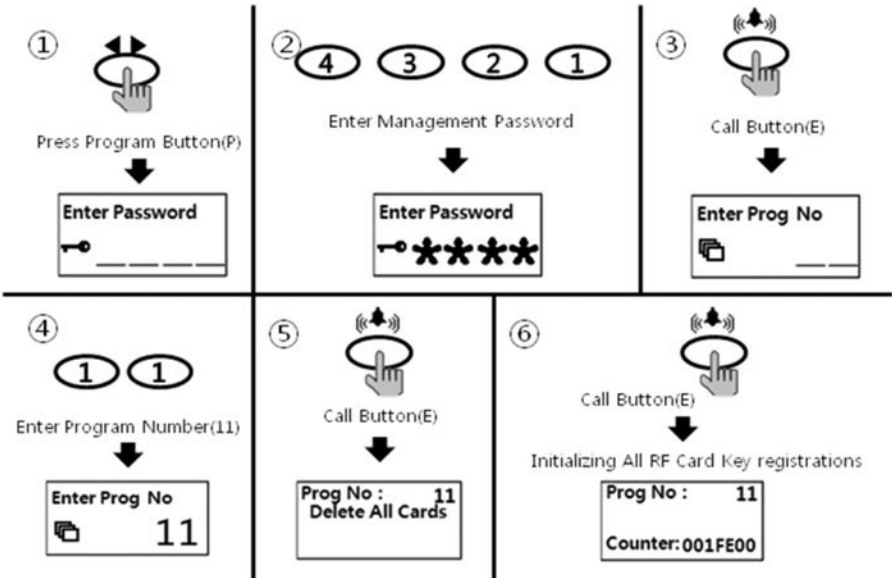 ①
Press Program Button(P)
Enter Password
②
4 3 2 1
Enter Management Password
Enter Password
****
③
Call Button(E)
Enter Prog No
④
1 1
Enter Program Number(11)
Enter Prog No
11
⑤
Call Button(E)
Prog No : 11
Delete All Cards
⑥
Call Button(E)
Initializing All RF Card Key registrations
Prog No : 11
Counter: 001FE00